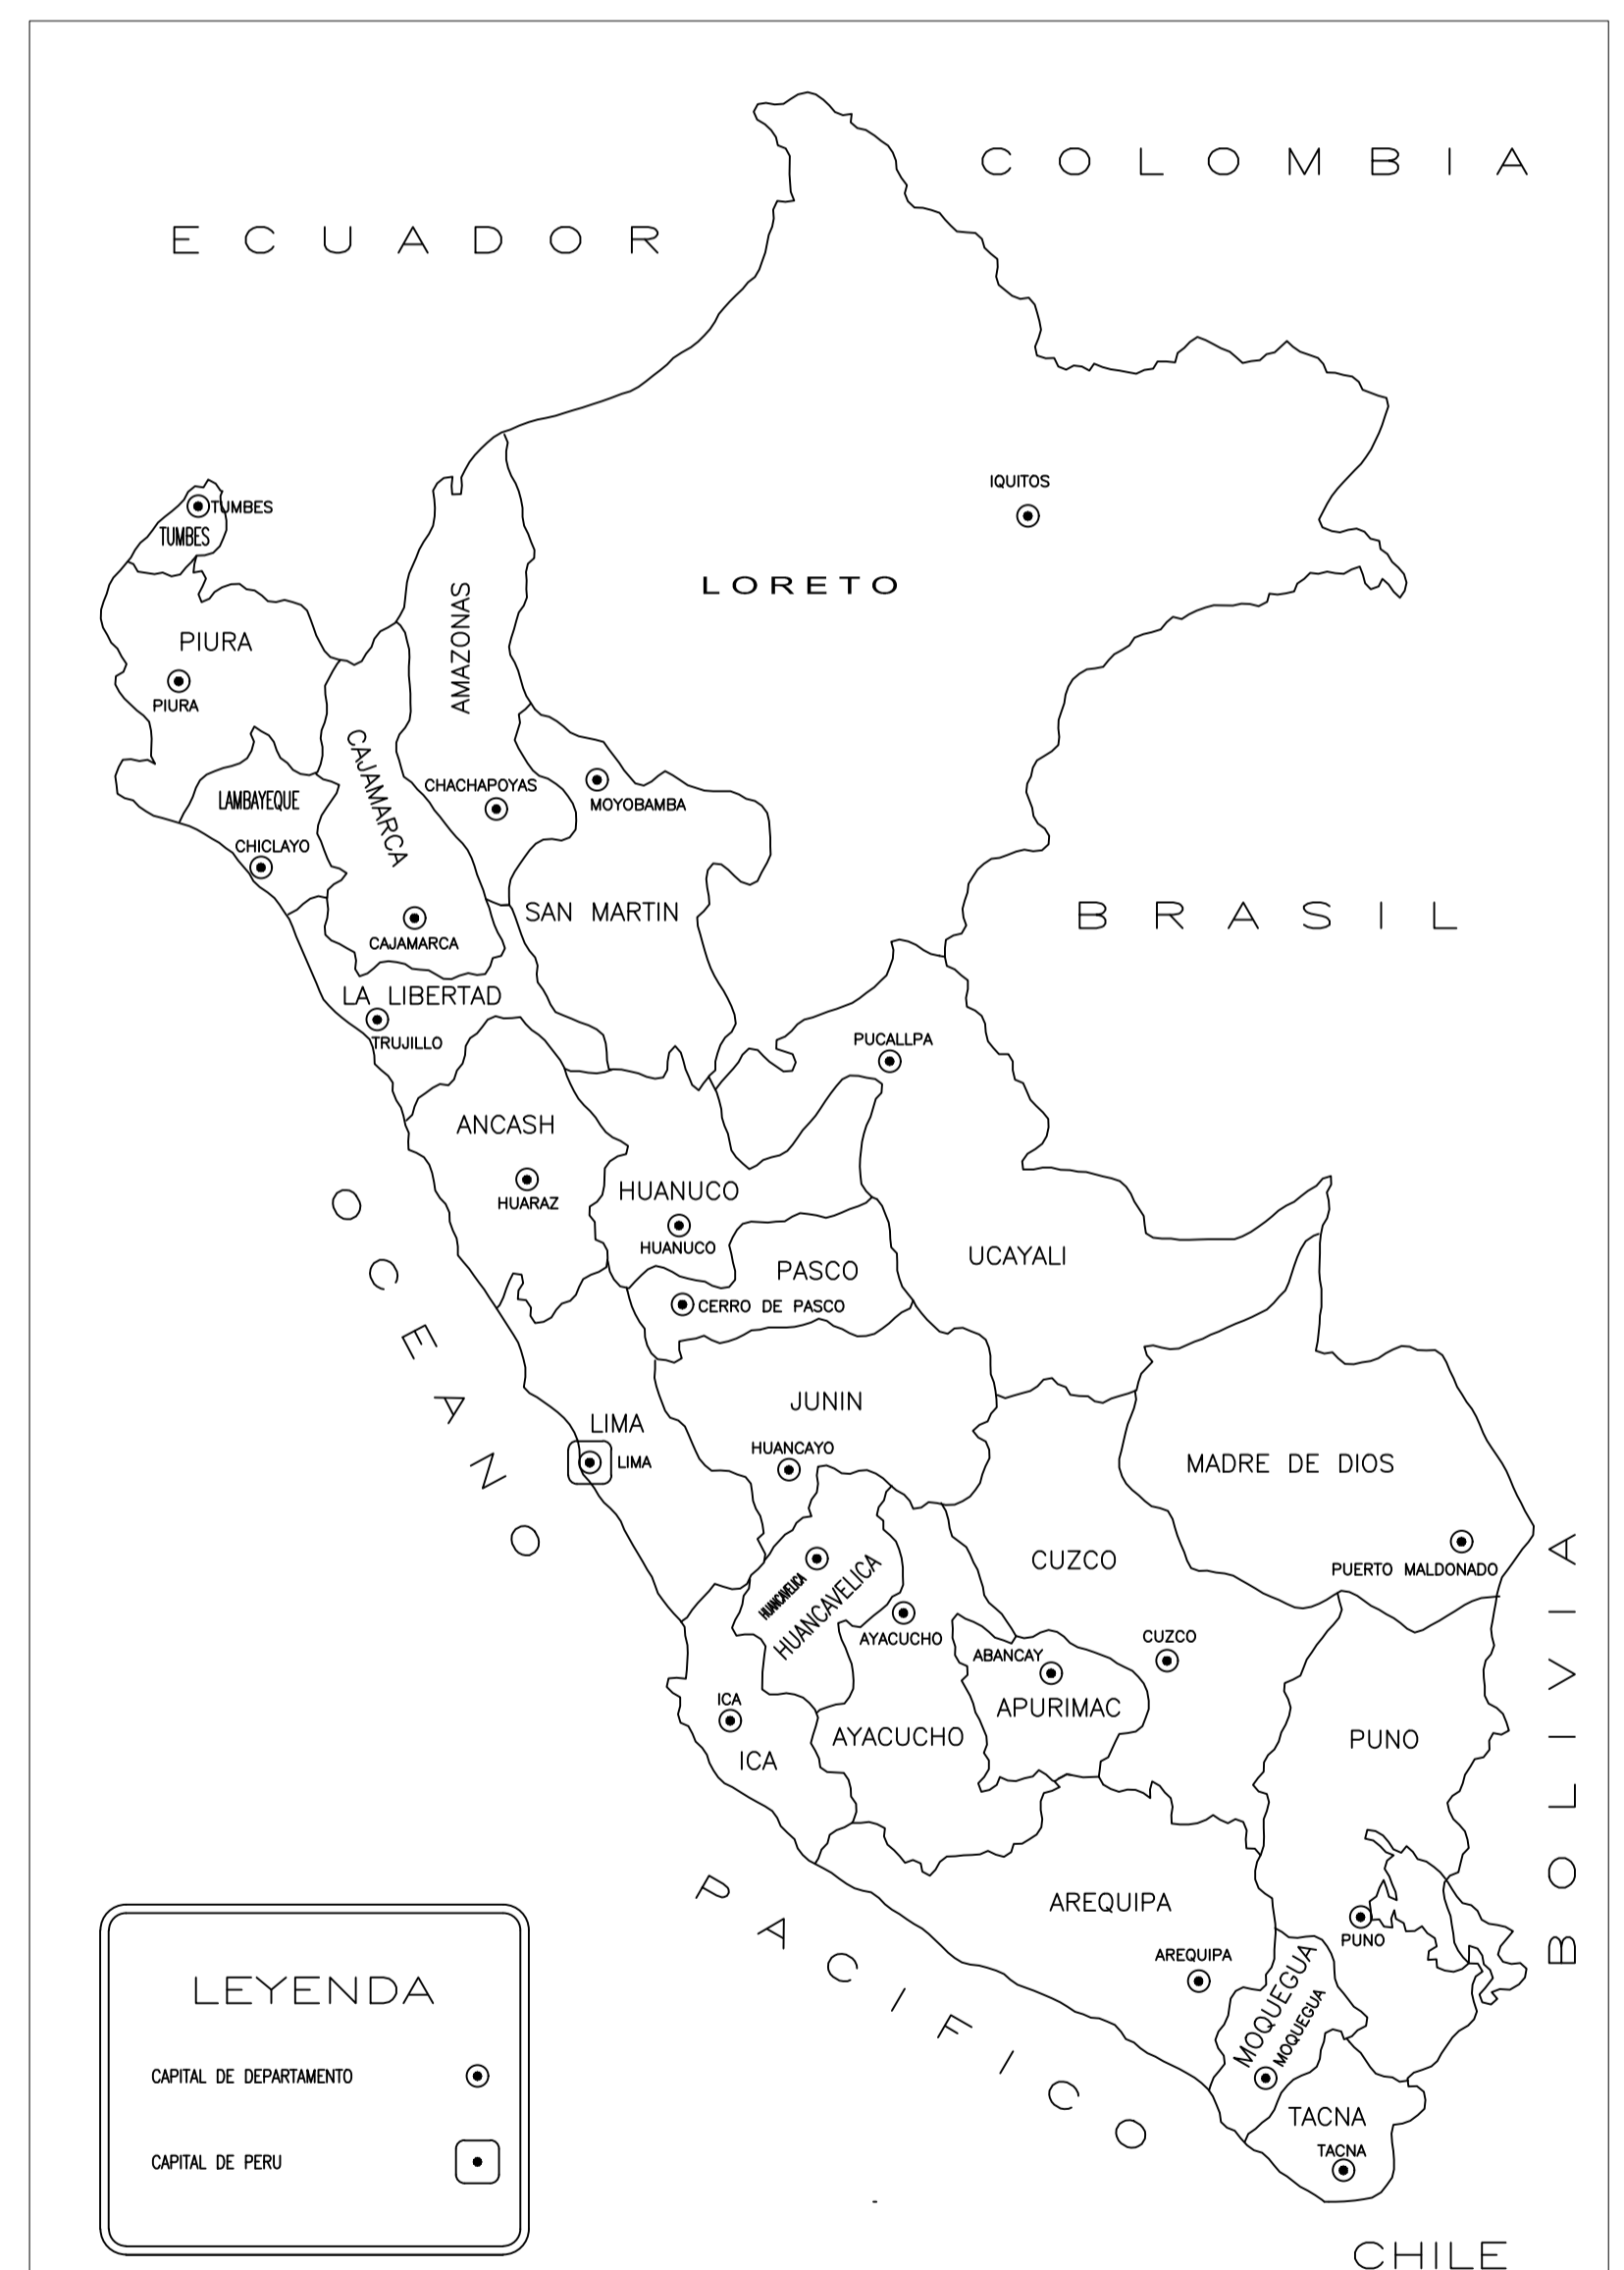 COLOMBIA
ECUADOR
IQUITOS
TUMBES
TUMBES
LORETO
AMAZONAS
PIURA
PIURA
CAJAMARCA
CHACHAPOYAS
MOYOBAMBA
LAMBAYEQUE
CHICLAYO
SAN MARTIN
BRASIL
CAJAMARCA
LA LIBERTAD
TRUJILLO
PUCALLPA
ANCASH
HUANUCO
HUARAZ
HUANUCO
UCAYALI
PASCO
CERRO DE PASCO
JUNIN
LIMA
HUANCAYO
LIMA
MADRE DE DIOS
OCEANO
CUZCO
PUERTO MALDONADO
HUANCAVELICA
HUANCAVELICA
AYACUCHO
CUZCO
ABANCAY
ICA
APURIMAC
AYACUCHO
PUNO
ICA
BOLIVIA
AREQUIPA
PUNO
AREQUIPA
PACIFICO
MOQUEGUA
MOQUEGUA
LEYENDA
CAPITAL DE DEPARTAMENTO
CAPITAL DE PERU
TACNA
TACNA
CHILE